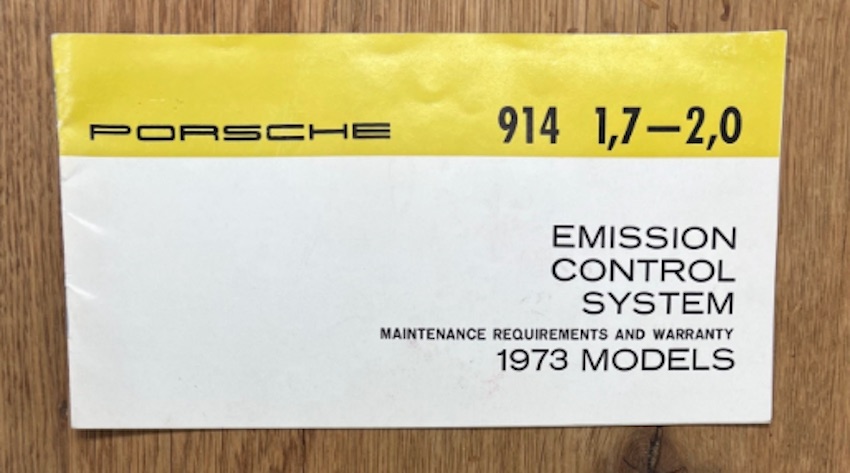 PORSCHE 914 1,7—2,0
EMISSION
CONTROL
SYSTEM
MAINTENANCE REQUIREMENTS AND WARRANTY
1973 MODELS